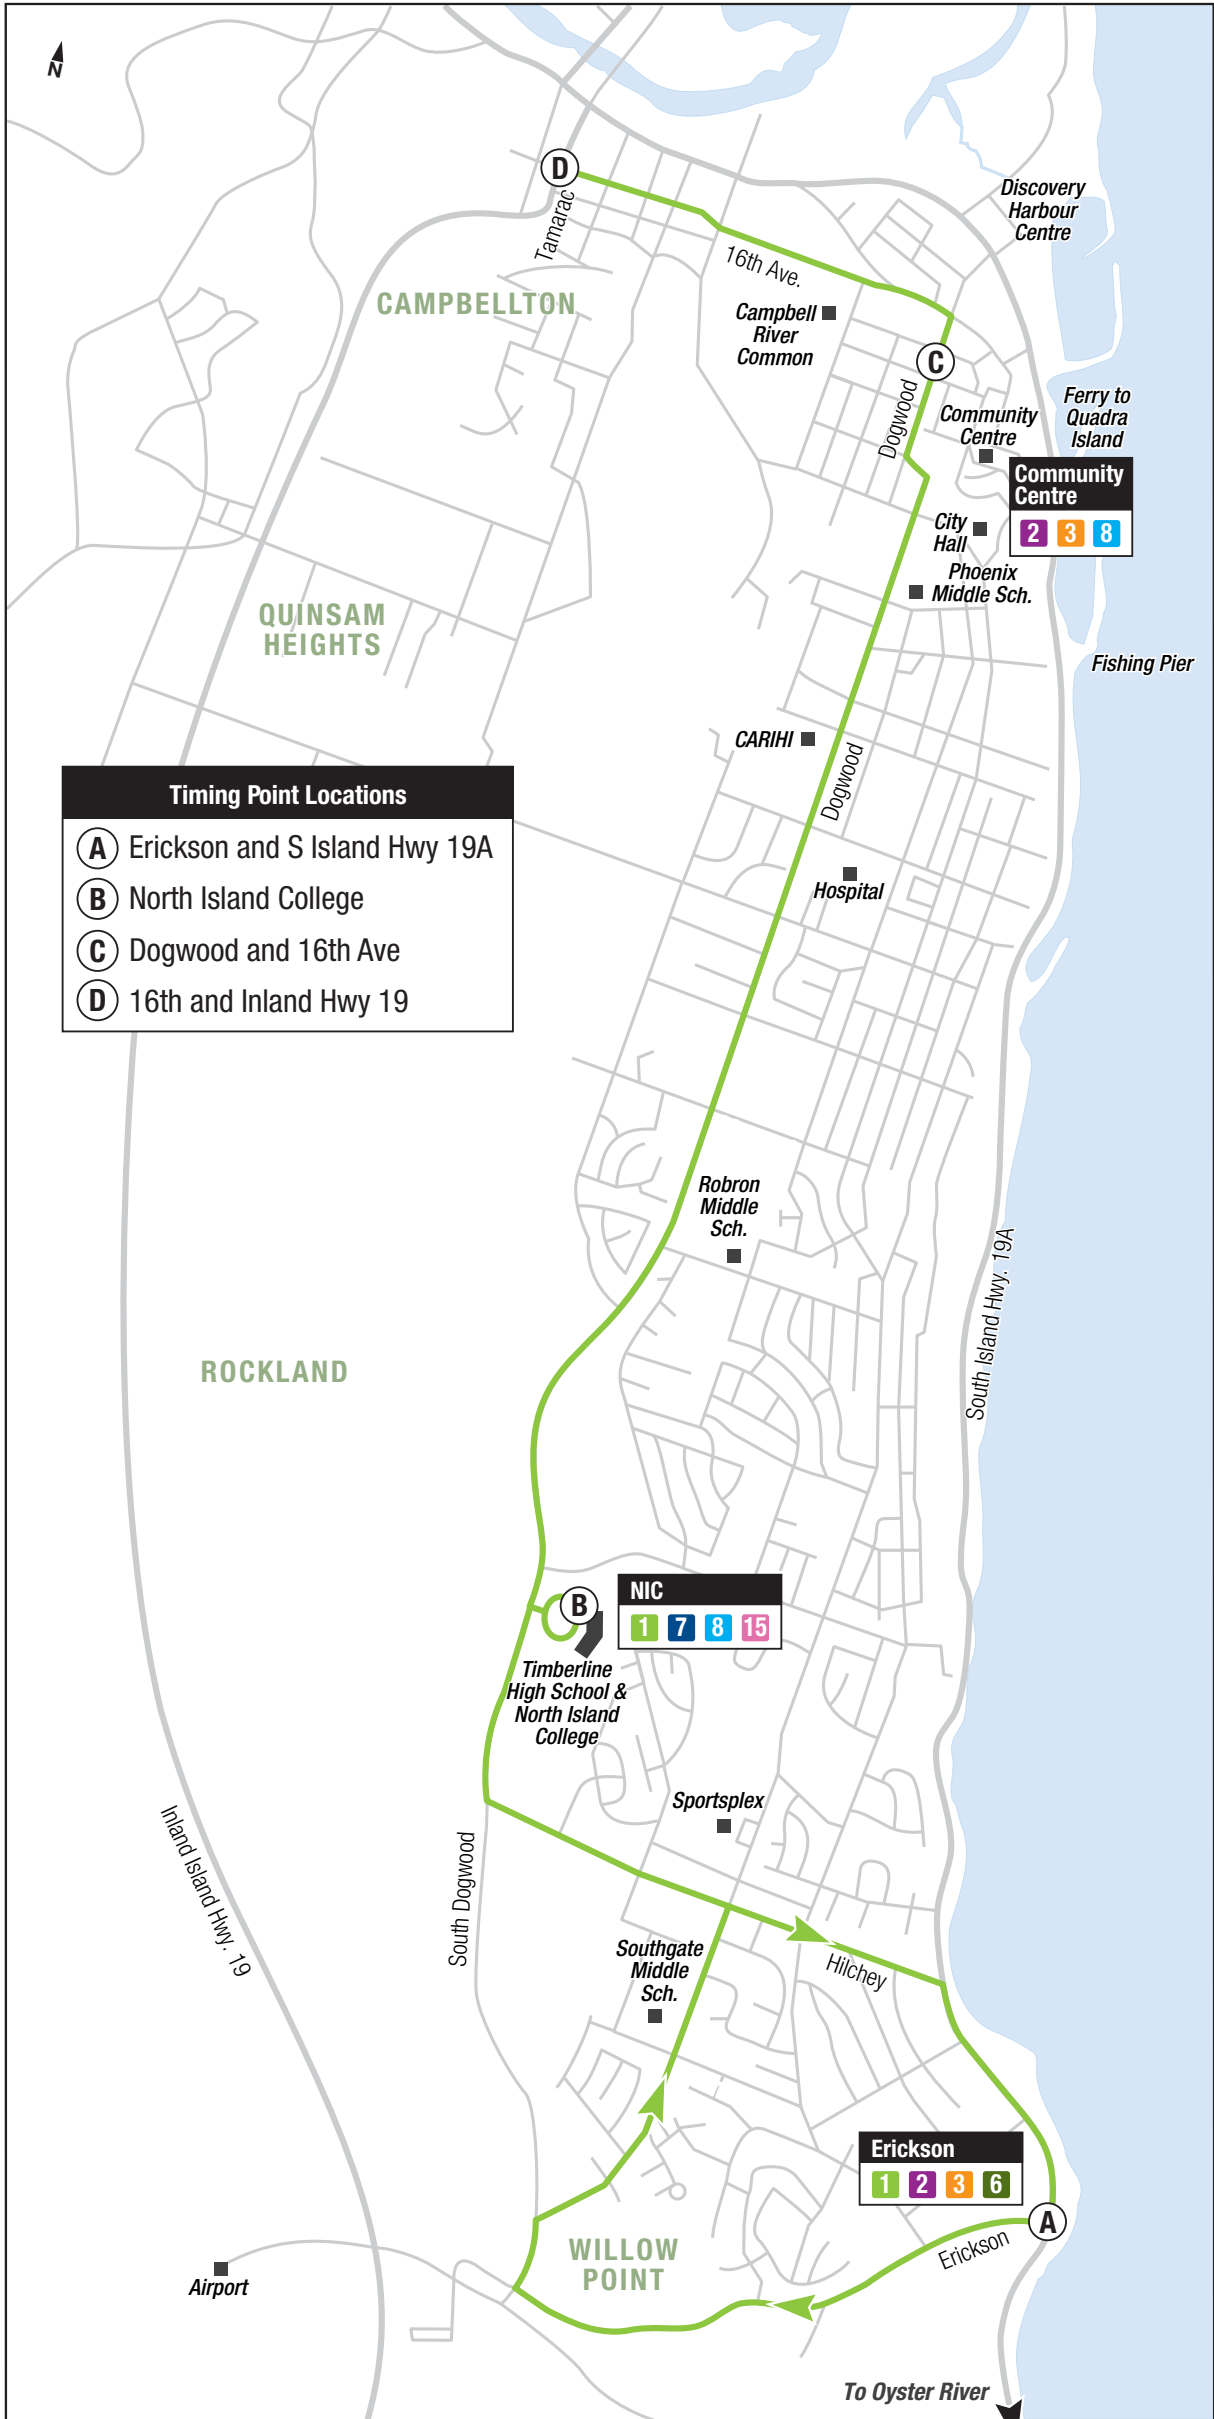 N
D
Tamarac
Discovery
Harbour
Centre
16th Ave.
CAMPBELLTON
Campbell
River
Common
C
Dogwood
Community
Centre
Ferry to
Quadra
Island
Community
Centre
2 3 8
City
Hall
Phoenix
Middle Sch.
QUINSAM
HEIGHTS
Fishing Pier
CARIHI
Dogwood
Timing Point Locations
A Erickson and S Island Hwy 19A
B North Island College
C Dogwood and 16th Ave
D 16th and Inland Hwy 19
Hospital
Robron
Middle
Sch.
South Island Hwy. 19A
ROCKLAND
B
NIC
1 7 8 15
Timberline
High School &
North Island
College
Sportsplex
Inland Island Hwy. 19
South Dogwood
Southgate
Middle
Sch.
Hilchey
Erickson
1 2 3 6
A
Erickson
WILLOW
POINT
Airport
To Oyster River